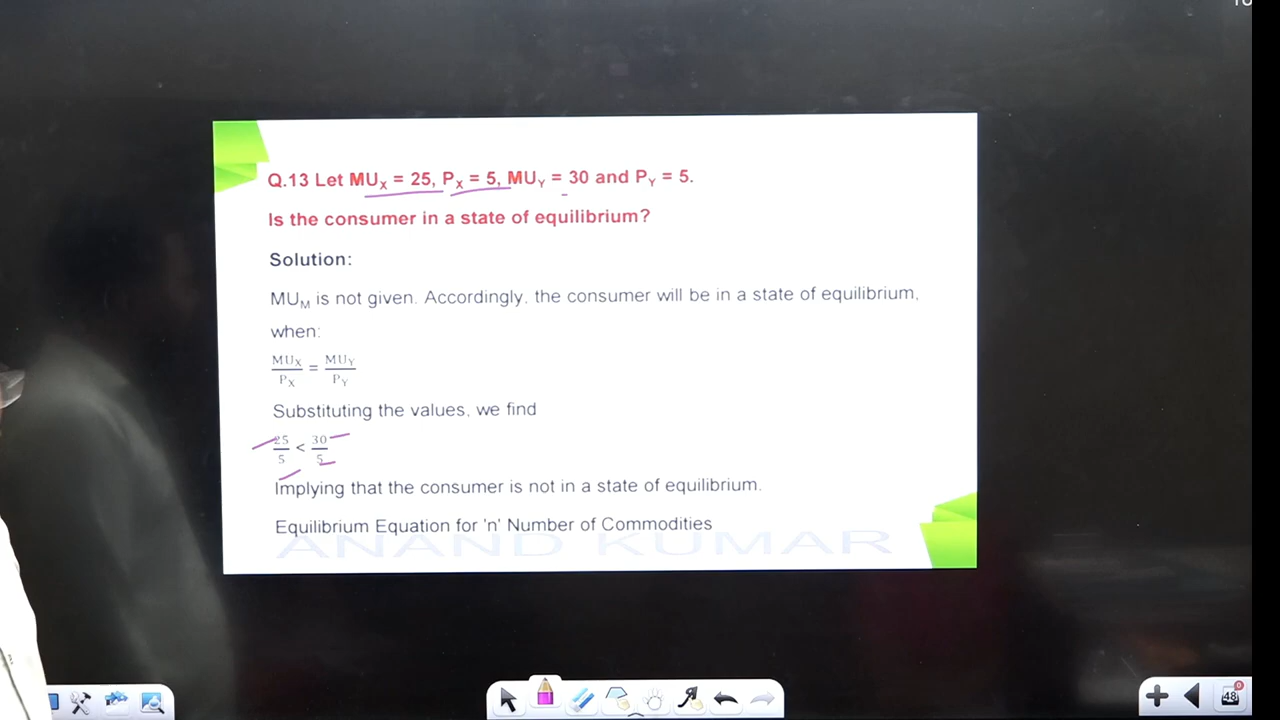 Q.13 Let MUX = 25, PX = 5, MUY = 30 and PY = 5.
Is the consumer in a state of equilibrium?
Solution:
MUM is not given. Accordingly, the consumer will be in a state of equilibrium,
when:
MUX/PX = MUY/PY
Substituting the values, we find
25/5 < 30/5
Implying that the consumer is not in a state of equilibrium.
Equilibrium Equation for 'n' Number of Commodities
ANAND KUMAR
48